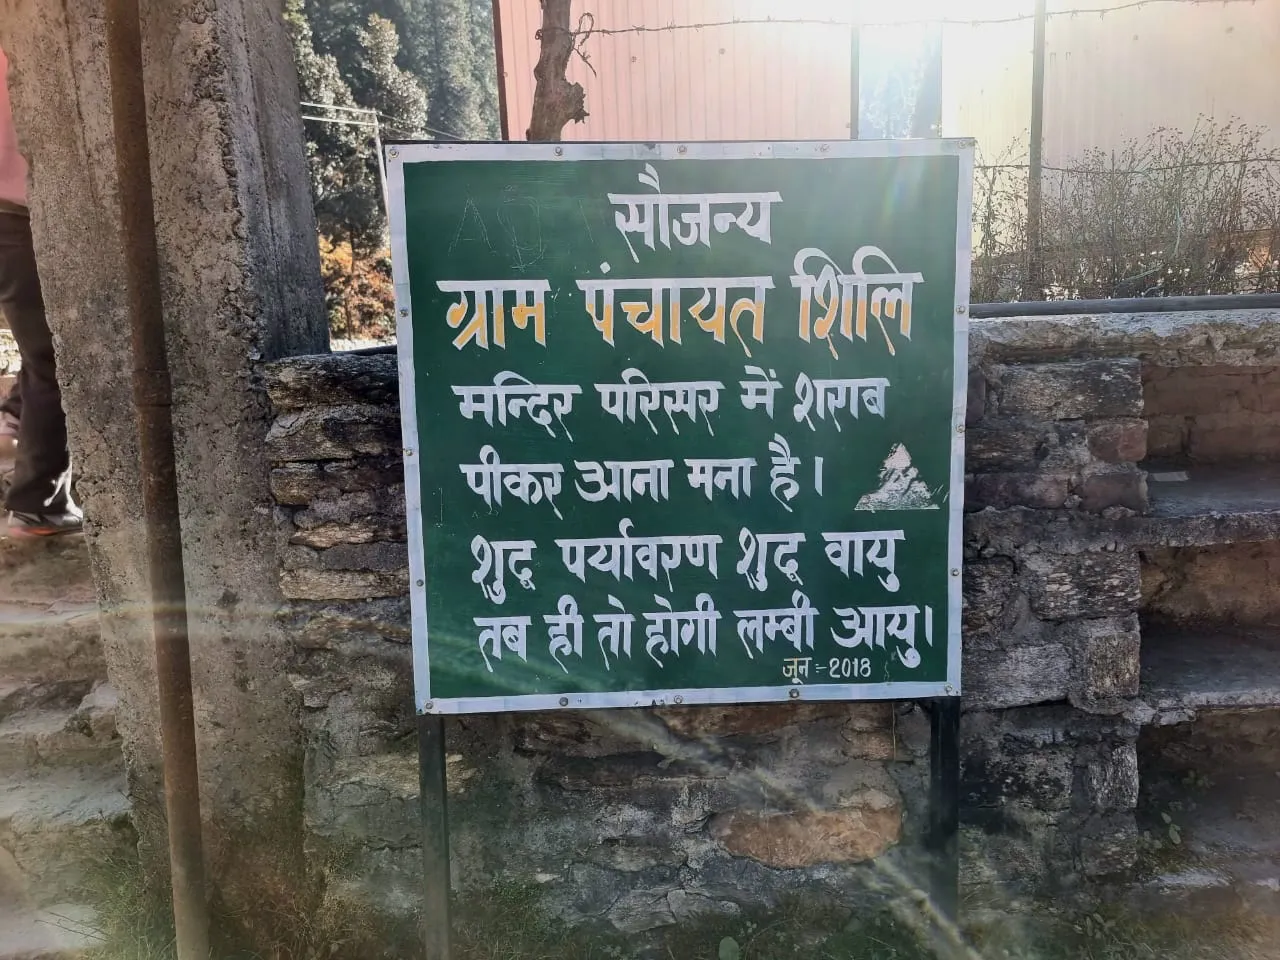 सौजन्य
ग्राम पंचायत शिलि
मन्दिर परिसर में शराब
पीकर आना मना है।
शुद्ध पर्यावरण शुद्ध वायु
तब ही तो होगी लम्बी आयु।
जून :- 2018